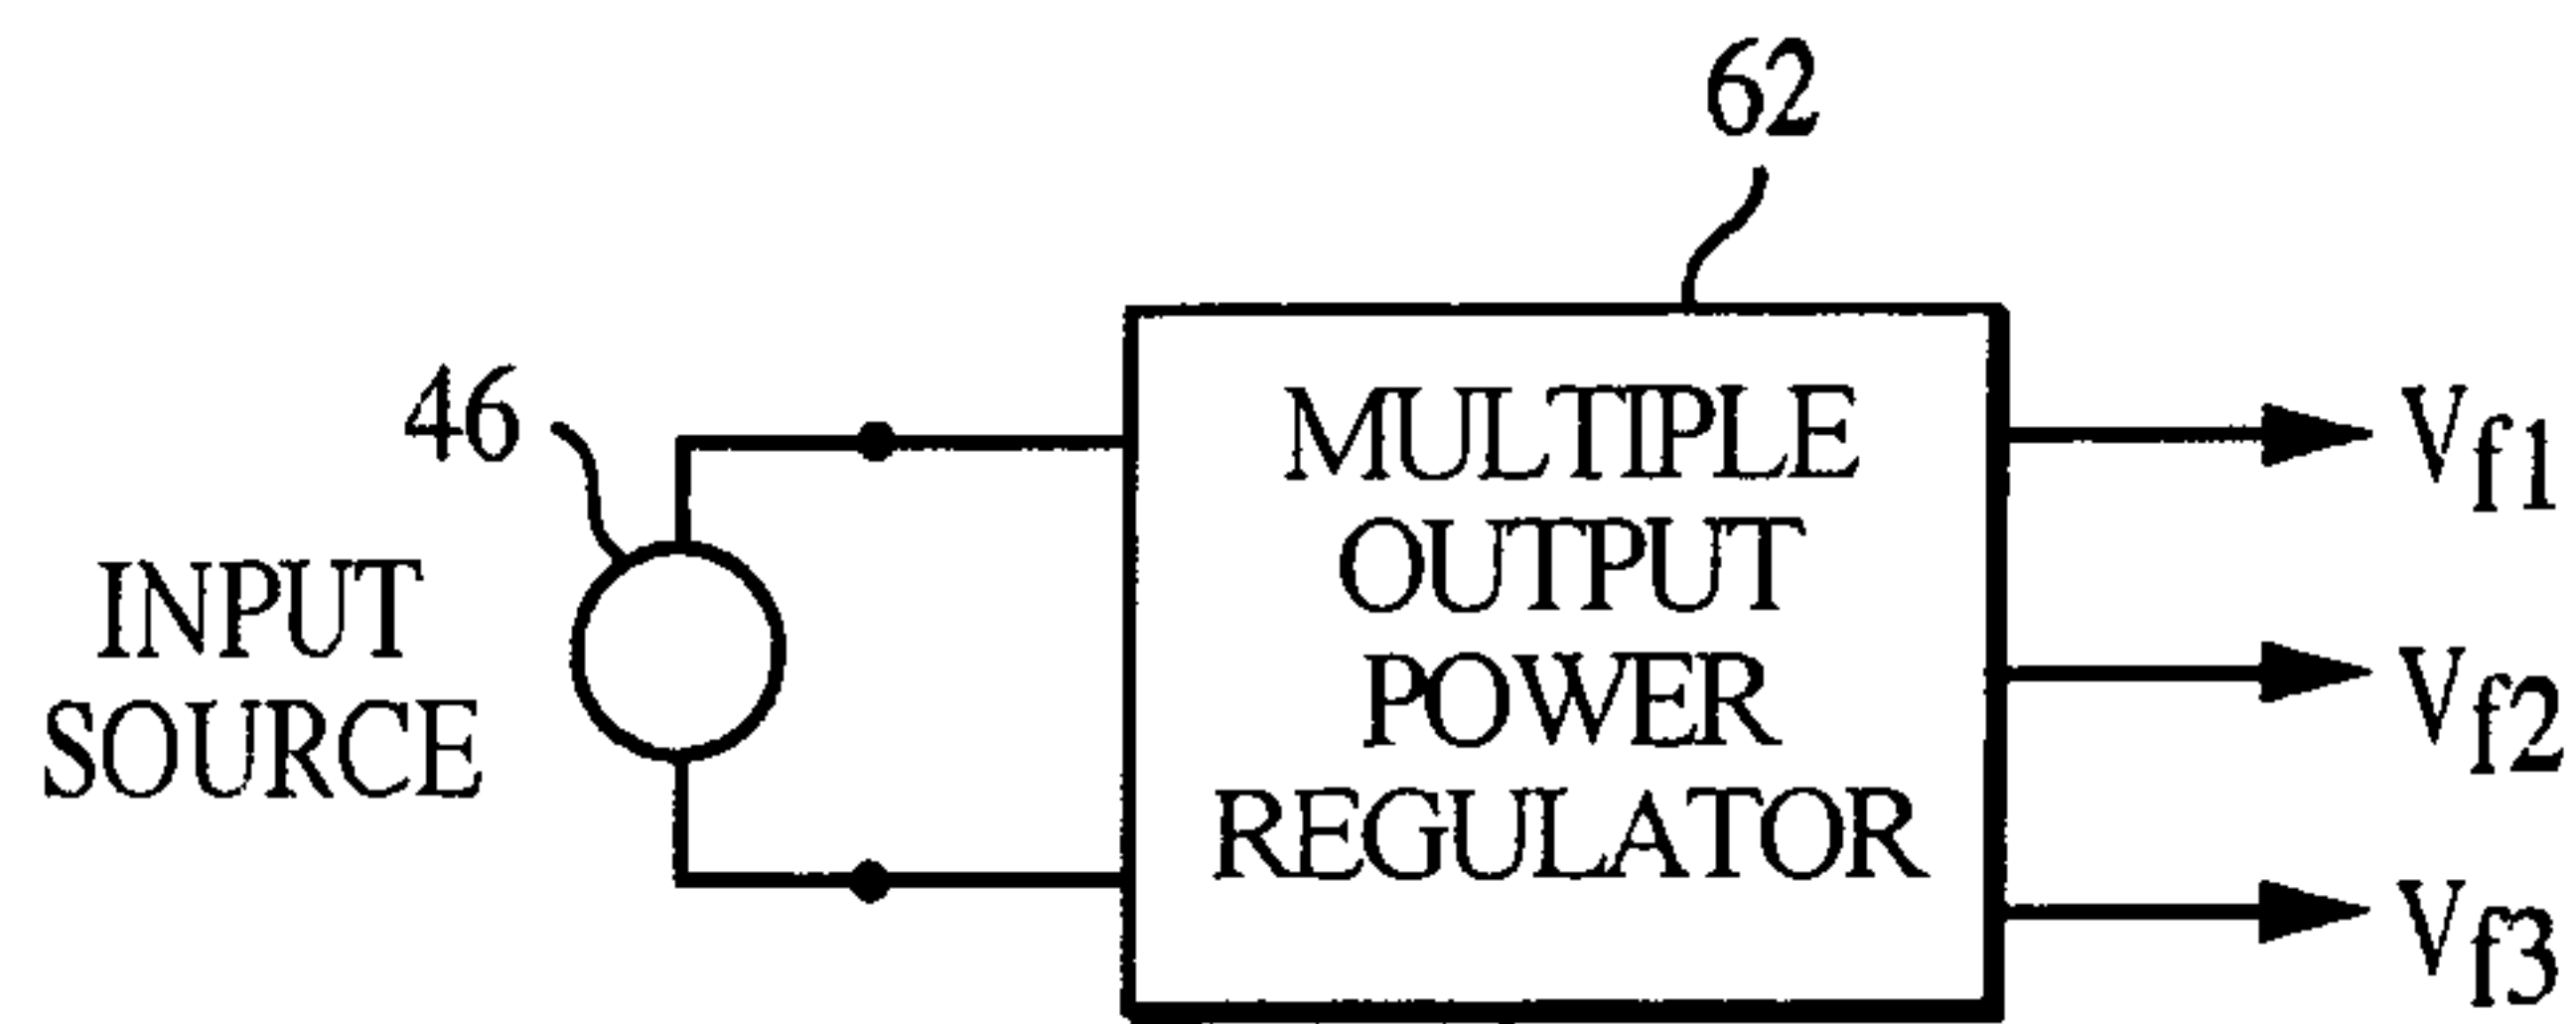 62
46
INPUT
SOURCE
MULTIPLE
OUTPUT
POWER
REGULATOR
Vf1
Vf2
Vf3